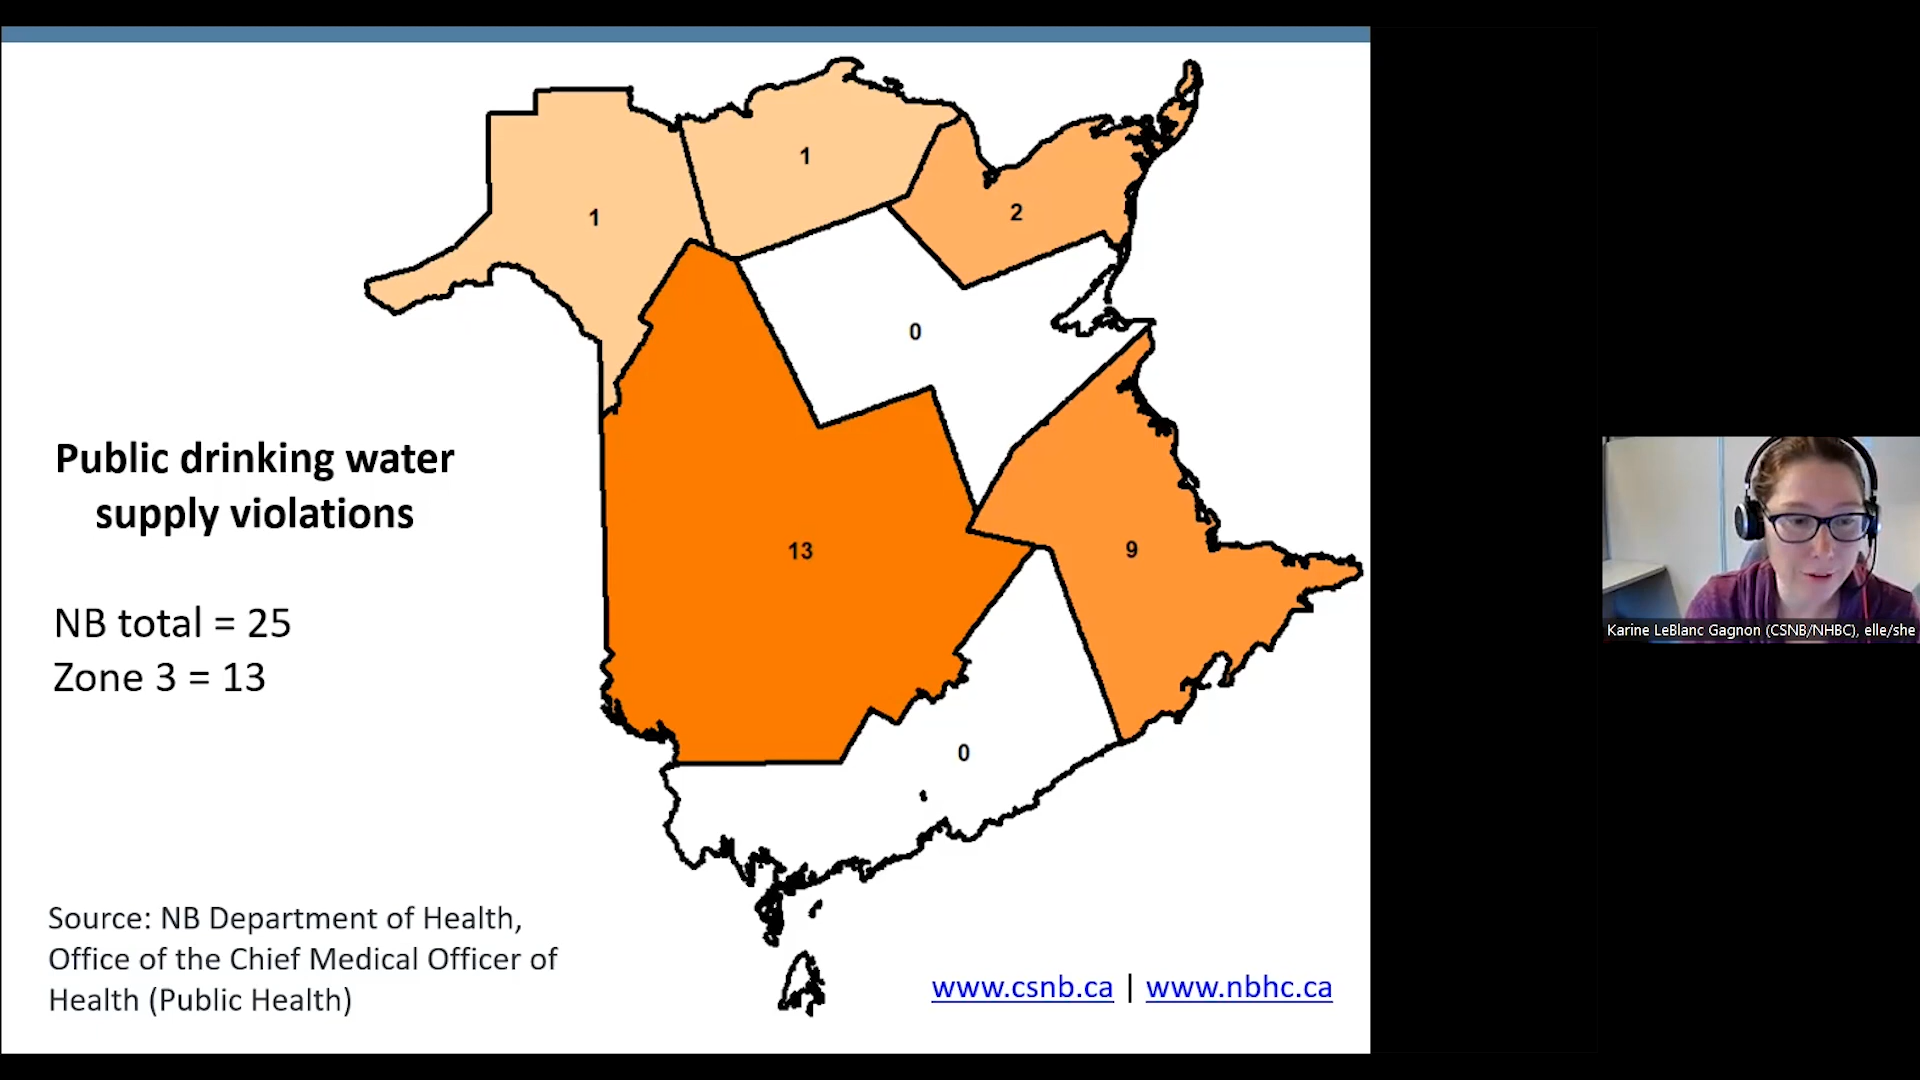 1
1
2
0
13
9
0
Public drinking water
supply violations
NB total = 25
Zone 3 = 13
Source: NB Department of Health,
Office of the Chief Medical Officer of
Health (Public Health)
www.csnb.ca | www.nbhc.ca
Karine LeBlanc Gagnon (CSNB/NHBC), elle/she